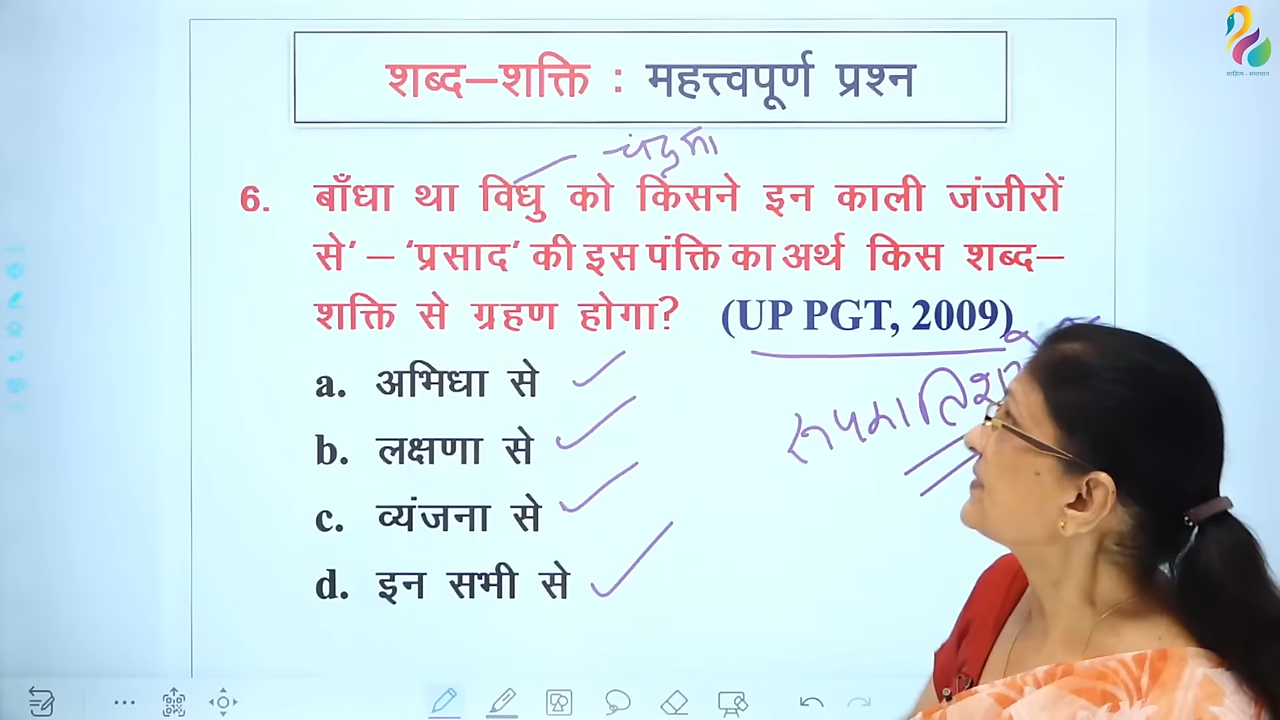 साहित्य - समाधान
शब्द–शक्ति : महत्त्वपूर्ण प्रश्न
चंद्रमा
6. बाँधा था विधु को किसने इन काली जंजीरों
से’ – ‘प्रसाद’ की इस पंक्ति का अर्थ किस शब्द–
शक्ति से ग्रहण होगा? (UP PGT, 2009)
a. अभिधा से
b. लक्षणा से
c. व्यंजना से
d. इन सभी से